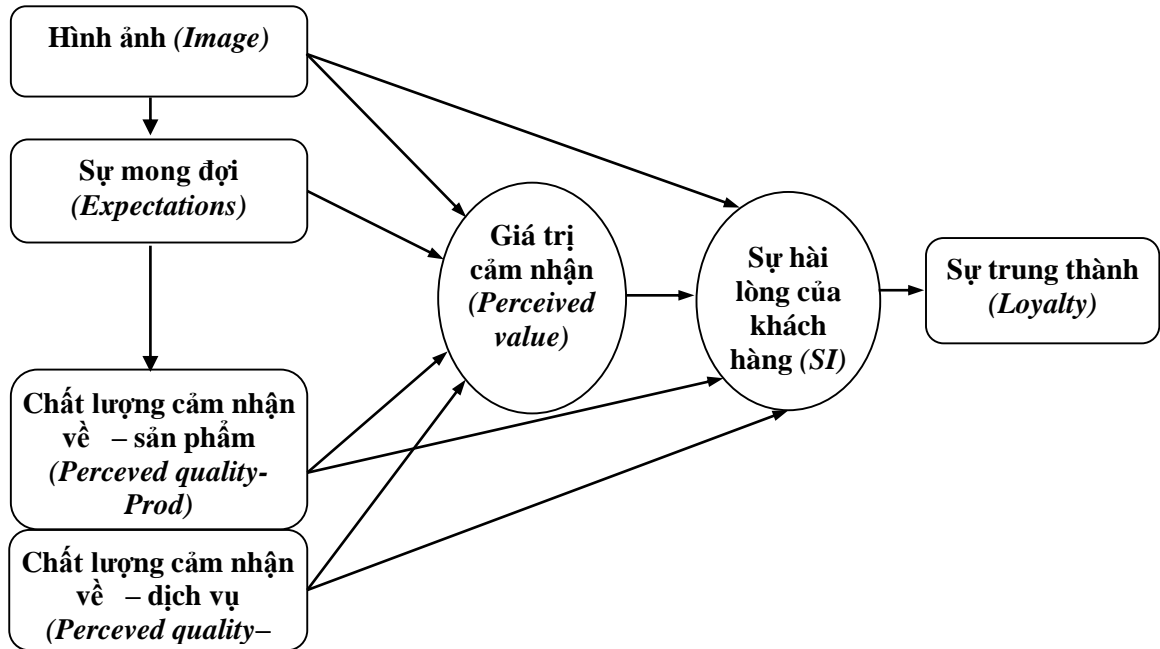 Hình ảnh (Image)
Sự mong đợi
(Expectations)
Giá trị
cảm nhận
(Perceived
value)
Sự hài
lòng của
khách
hàng (SI)
Sự trung thành
(Loyalty)
Chất lượng cảm nhận
về – sản phẩm
(Perceved quality-
Prod)
Chất lượng cảm nhận
về – dịch vụ
(Perceved quality–